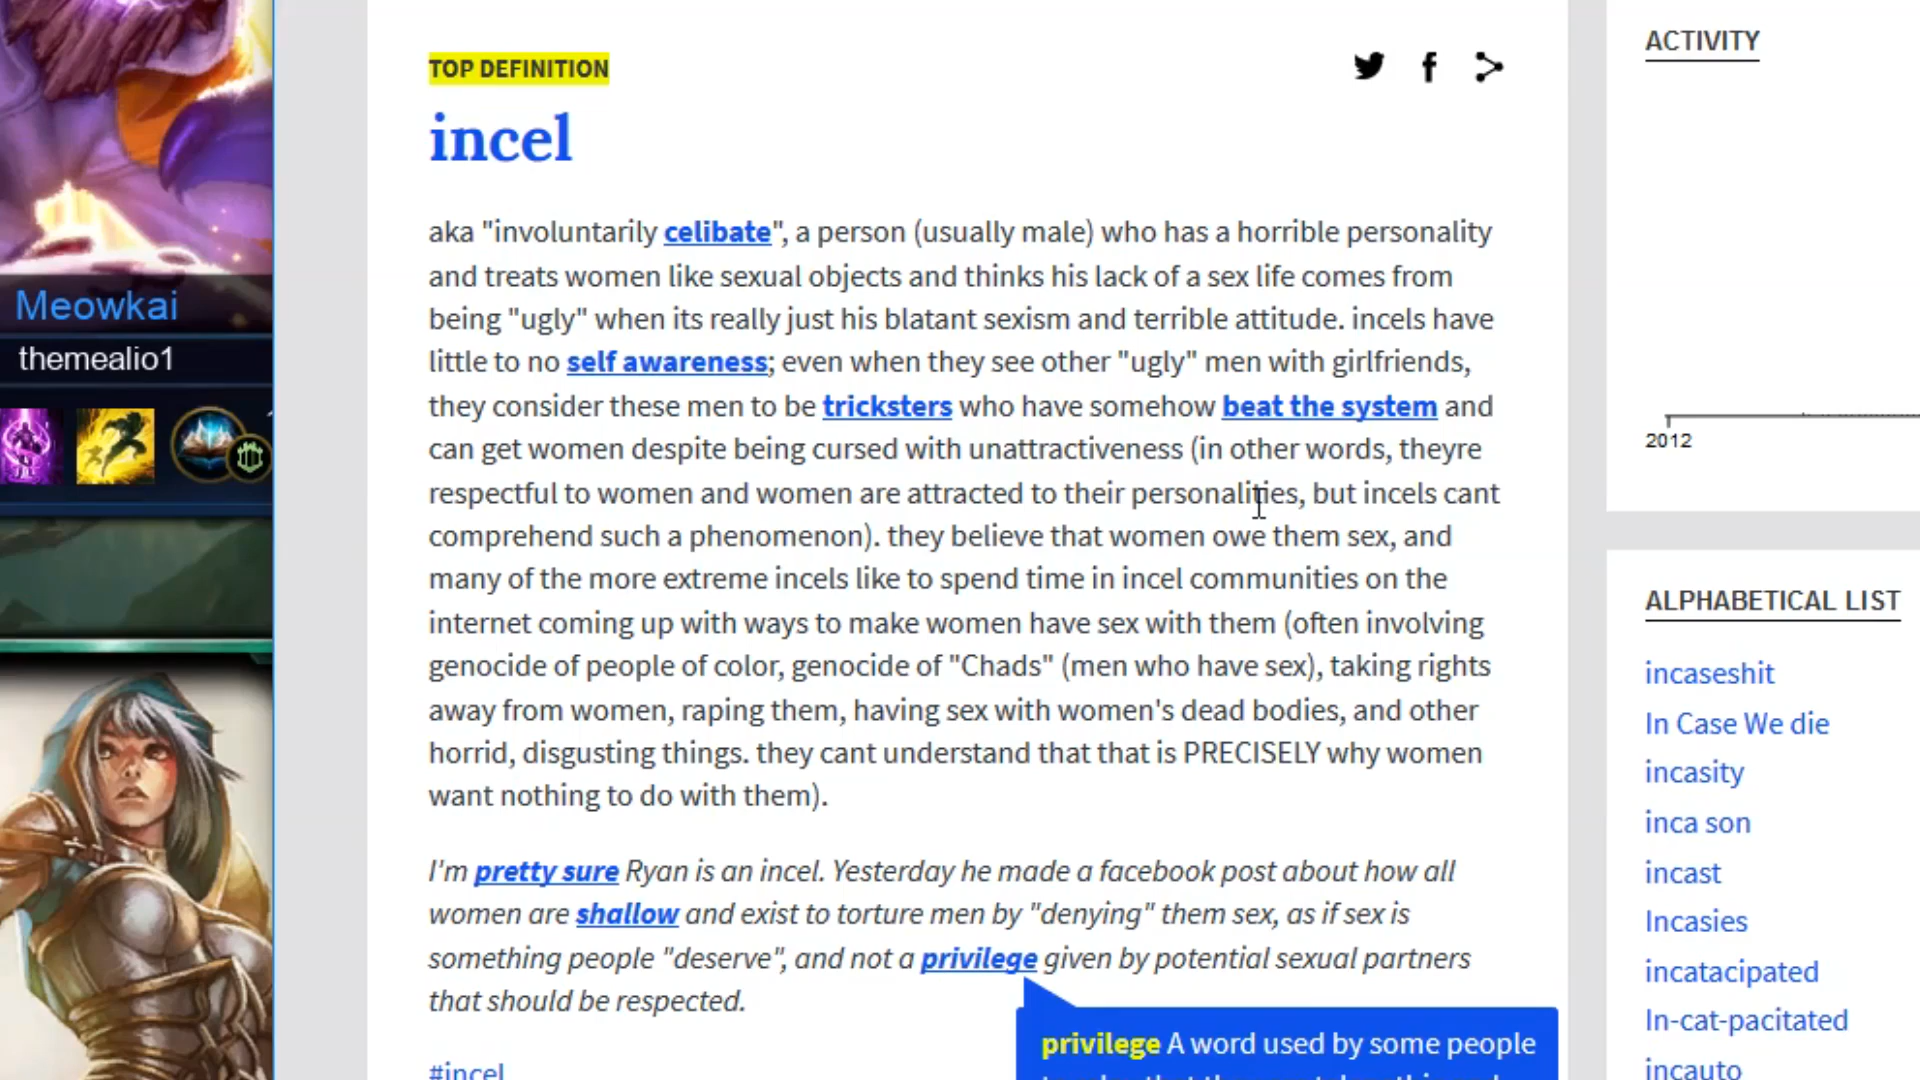 Meowkai
themealio1
TOP DEFINITION
incel
aka "involuntarily celibate", a person (usually male) who has a horrible personality
and treats women like sexual objects and thinks his lack of a sex life comes from
being "ugly" when its really just his blatant sexism and terrible attitude. incels have
little to no self awareness; even when they see other "ugly" men with girlfriends,
they consider these men to be tricksters who have somehow beat the system and
can get women despite being cursed with unattractiveness (in other words, theyre
respectful to women and women are attracted to their personalities, but incels cant
comprehend such a phenomenon). they believe that women owe them sex, and
many of the more extreme incels like to spend time in incel communities on the
internet coming up with ways to make women have sex with them (often involving
genocide of people of color, genocide of "Chads" (men who have sex), taking rights
away from women, raping them, having sex with women's dead bodies, and other
horrid, disgusting things. they cant understand that that is PRECISELY why women
want nothing to do with them).
I'm pretty sure Ryan is an incel. Yesterday he made a facebook post about how all
women are shallow and exist to torture men by "denying" them sex, as if sex is
something people "deserve", and not a privilege given by potential sexual partners
that should be respected.
privilege A word used by some people
#incel
ACTIVITY
2012
ALPHABETICAL LIST
incaseshit
In Case We die
incasity
inca son
incast
Incasies
incatacipated
In-cat-pacitated
incauto